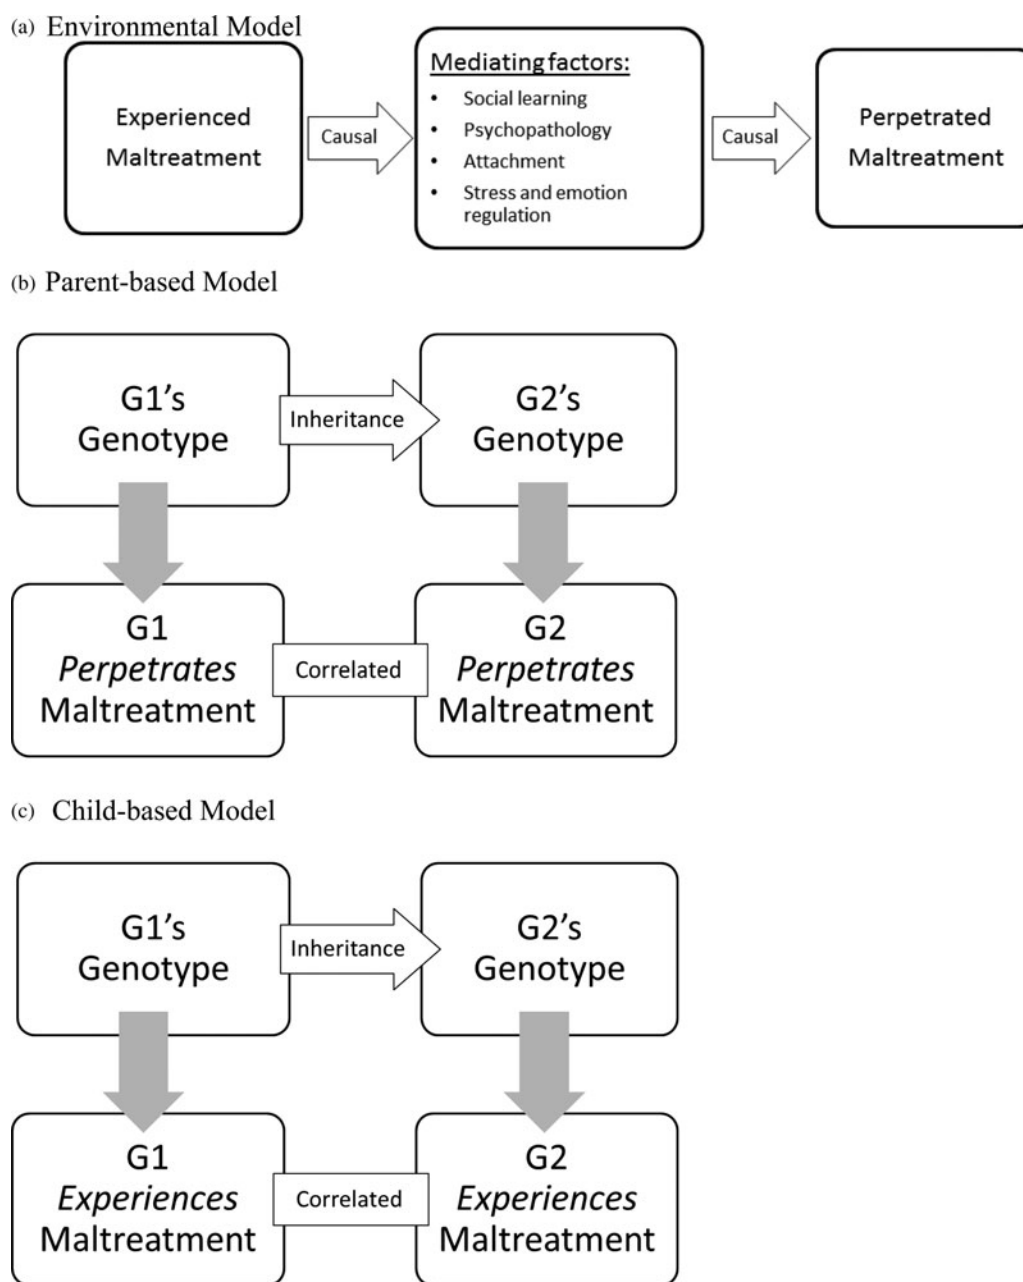 (a) Environmental Model
Experienced
Maltreatment
Causal
Mediating factors:
• Social learning
• Psychopathology
• Attachment
• Stress and emotion
regulation
Causal
Perpetrated
Maltreatment
(b) Parent-based Model
G1's
Genotype
Inheritance
G2's
Genotype
G1
Perpetrates
Maltreatment
Correlated
G2
Perpetrates
Maltreatment
(c) Child-based Model
G1's
Genotype
Inheritance
G2's
Genotype
G1
Experiences
Maltreatment
Correlated
G2
Experiences
Maltreatment